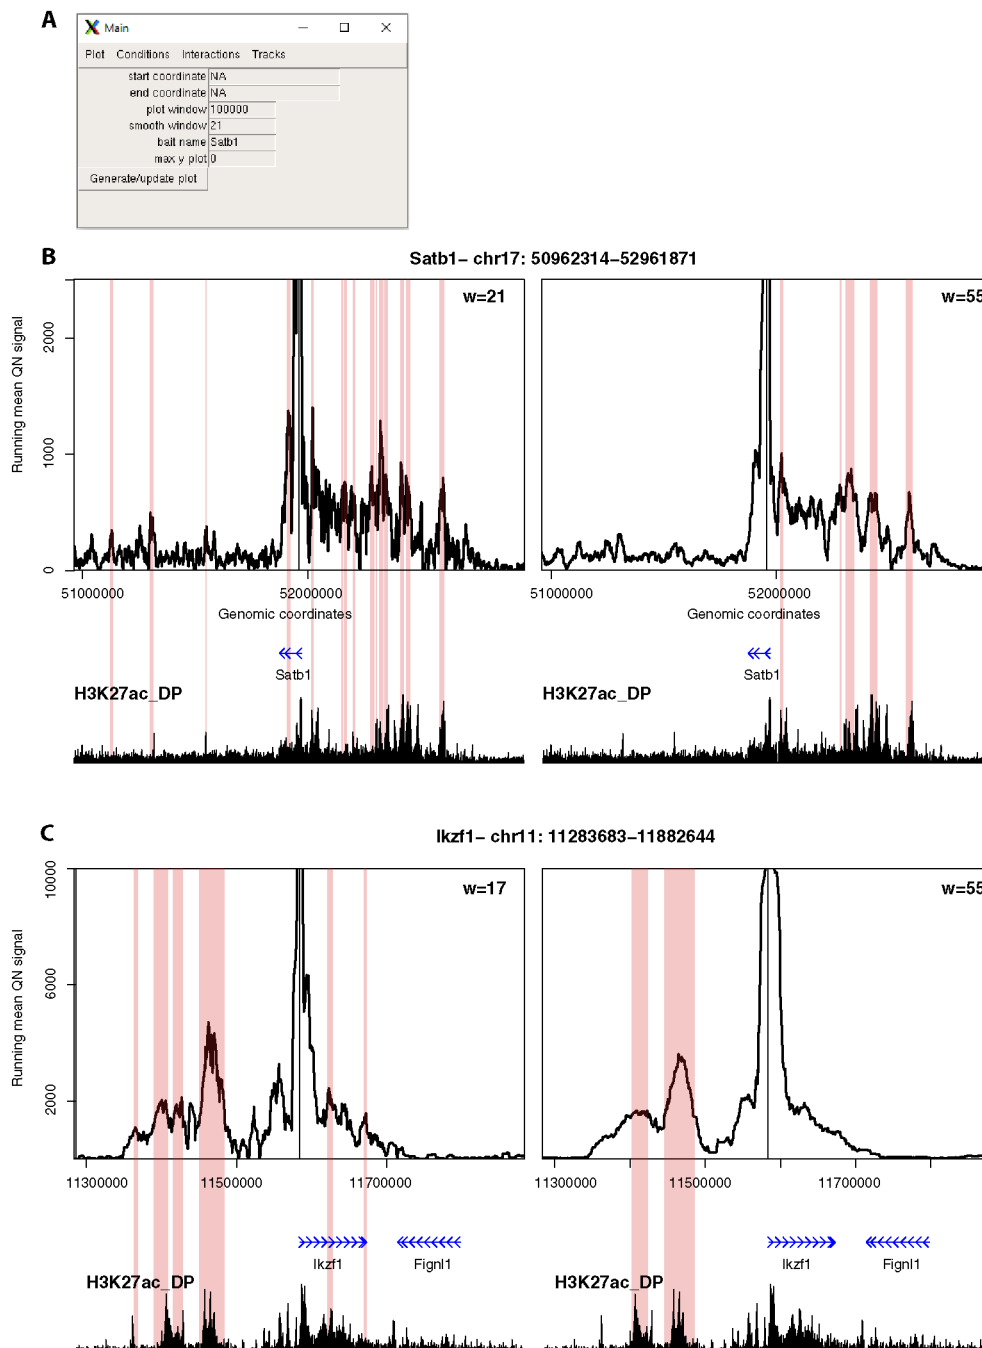 A
Main
Plot Conditions Interactions Tracks
start coordinate NA
end coordinate NA
plot window 100000
smooth window 21
bait name Satb1
max y plot 0
Generate/update plot
B
Satb1– chr17: 50962314–52961871
w=21
w=55
Running mean QN signal
2000
1000
0
51000000 52000000
51000000 52000000
Genomic coordinates
Genomic coordinates
Satb1
Satb1
H3K27ac_DP
H3K27ac_DP
C
Ikzf1– chr11: 11283683–11882644
w=17
w=55
Running mean QN signal
10000
6000
2000
11300000 11500000 11700000
11300000 11500000 11700000
Ikzf1 Fignl1
Ikzf1 Fignl1
H3K27ac_DP
H3K27ac_DP